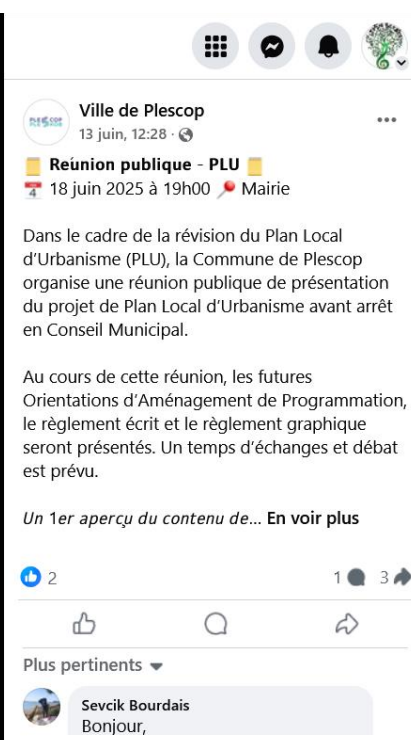 Ville de Plescop
13 juin, 12:28 ·
Réunion publique - PLU
18 juin 2025 à 19h00 Mairie
Dans le cadre de la révision du Plan Local
d'Urbanisme (PLU), la Commune de Plescop
organise une réunion publique de présentation
du projet de Plan Local d'Urbanisme avant arrêt
en Conseil Municipal.
Au cours de cette réunion, les futures
Orientations d'Aménagement de Programmation,
le règlement écrit et le règlement graphique
seront présentés. Un temps d'échanges et débat
est prévu.
Un 1er aperçu du contenu de... En voir plus
2 1 3
Plus pertinents
Sevcik Bourdais
Bonjour,